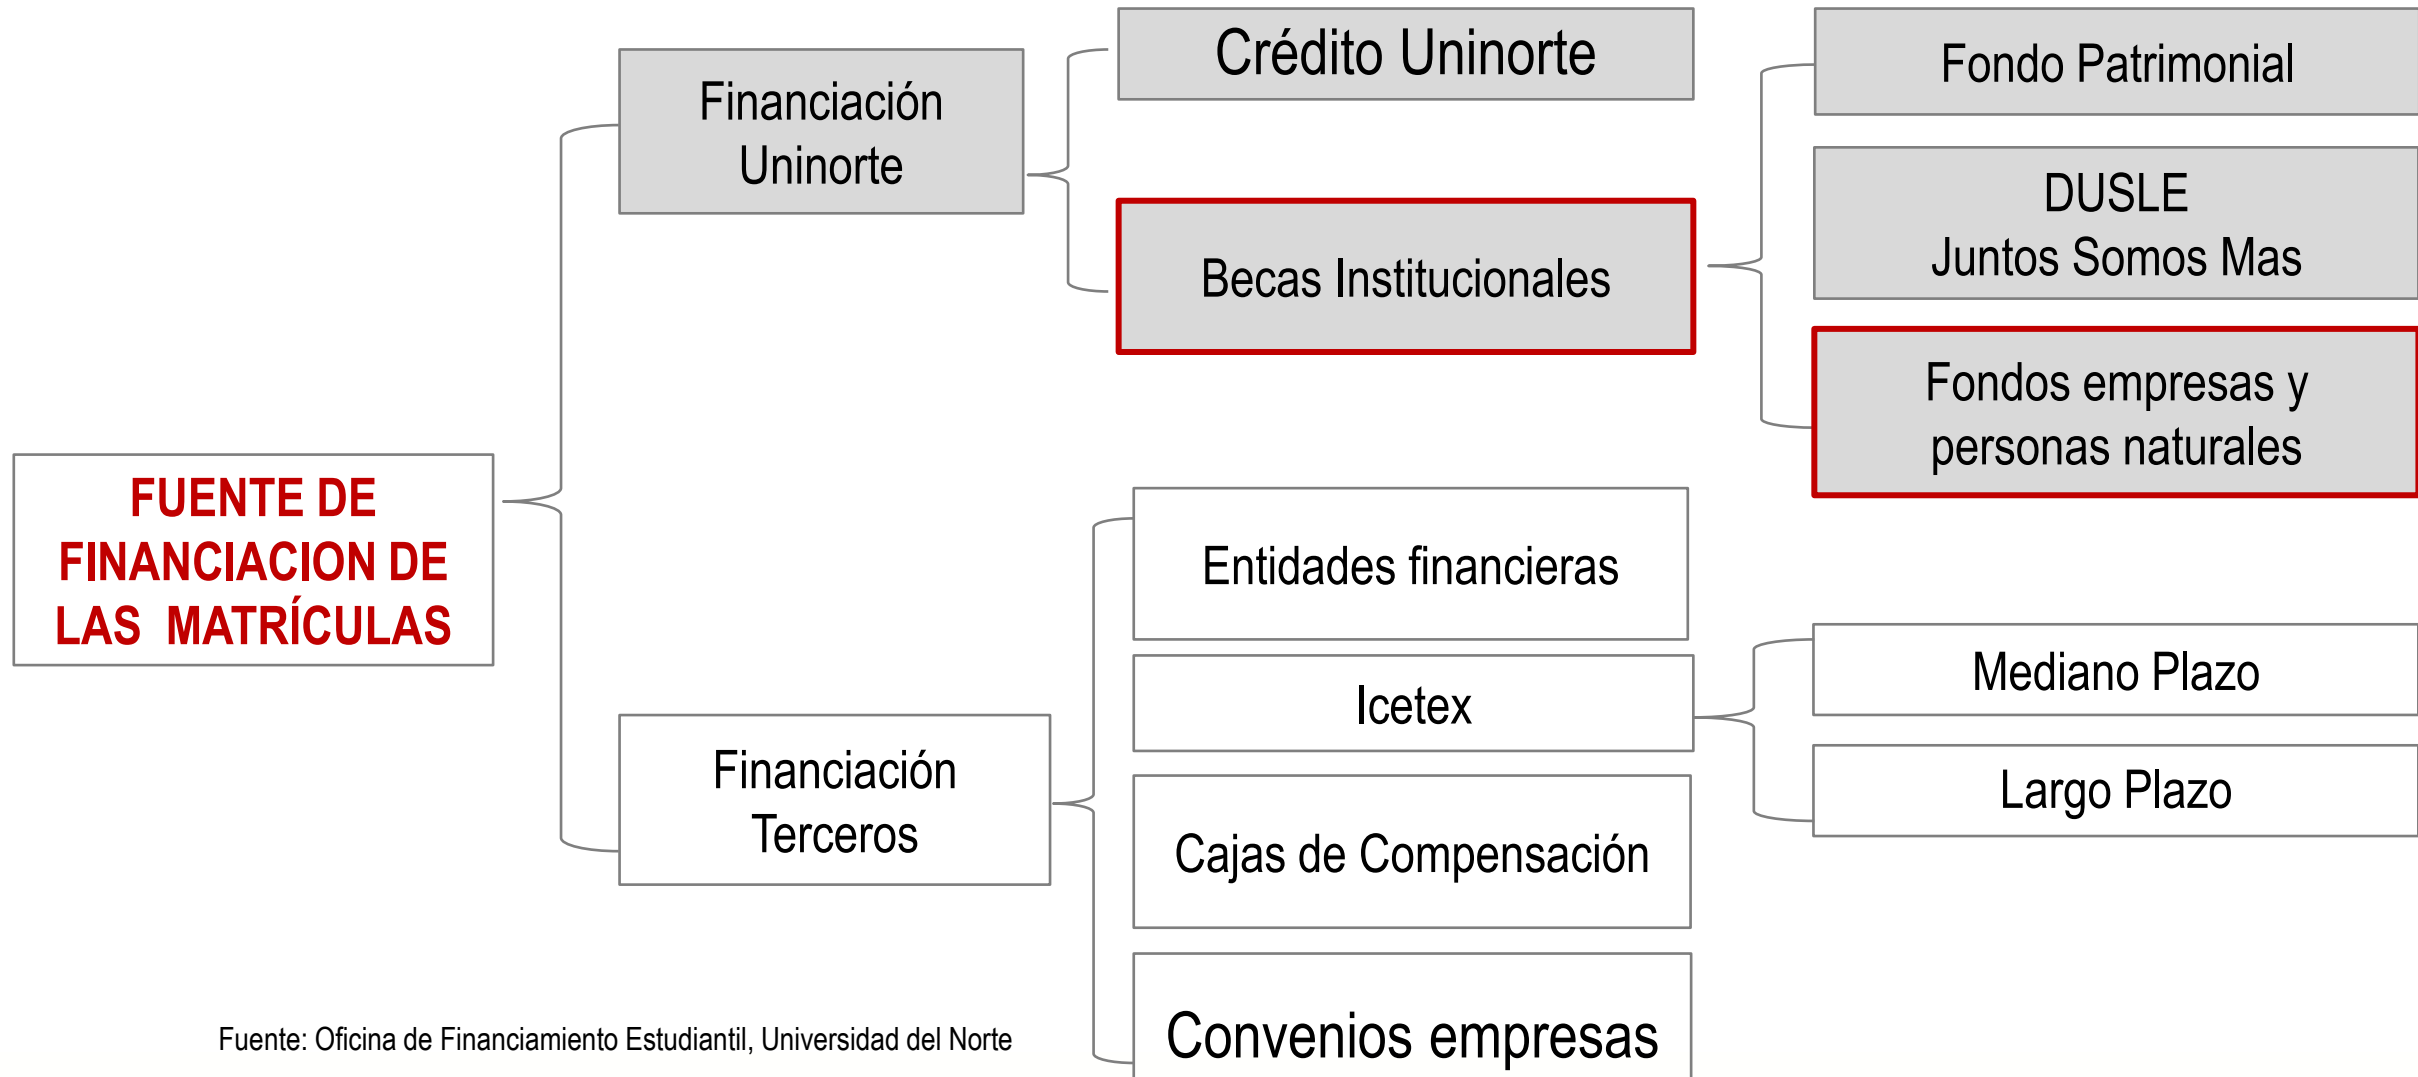 FUENTE DE
FINANCIACION DE
LAS MATRÍCULAS
Financiación
Uninorte
Crédito Uninorte
Becas Institucionales
Fondo Patrimonial
DUSLE
Juntos Somos Mas
Fondos empresas y
personas naturales
Financiación
Terceros
Entidades financieras
Icetex
Mediano Plazo
Largo Plazo
Cajas de Compensación
Convenios empresas
Fuente: Oficina de Financiamiento Estudiantil, Universidad del Norte